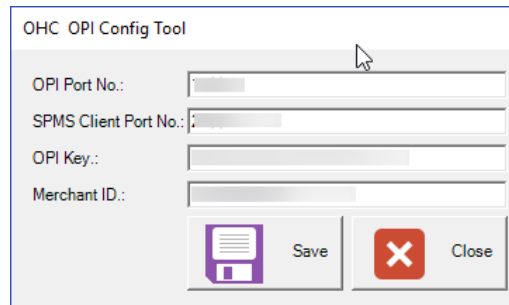 OHC OPI Config Tool
OPI Port No.:
SPMS Client Port No.:
OPI Key.:
Merchant ID.:
Save Close